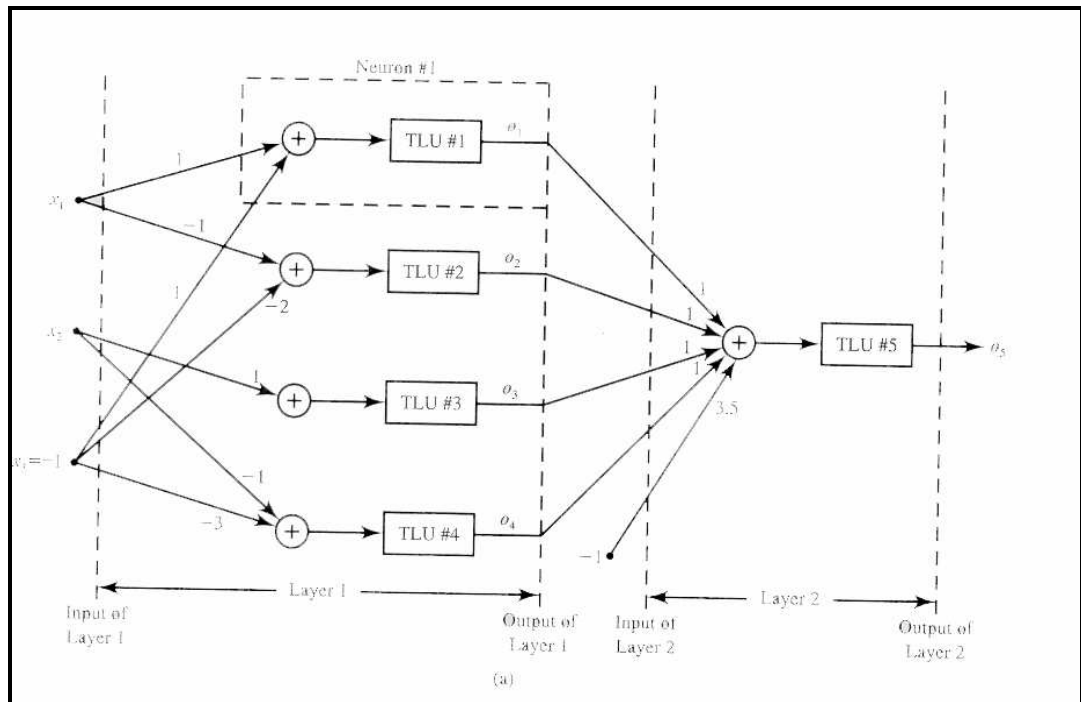 Neuron #1
TLU #1
o₁
1
x₁
-1
TLU #2
o₂
1
-2
1
1
x₂
1
TLU #3
o₃
1
1
TLU #5
o₅
3.5
x₃=-1
-1
-3
TLU #4
o₄
-1
Layer 1
Layer 2
Input of
Layer 1
Output of
Layer 1
Input of
Layer 2
Output of
Layer 2
(a)